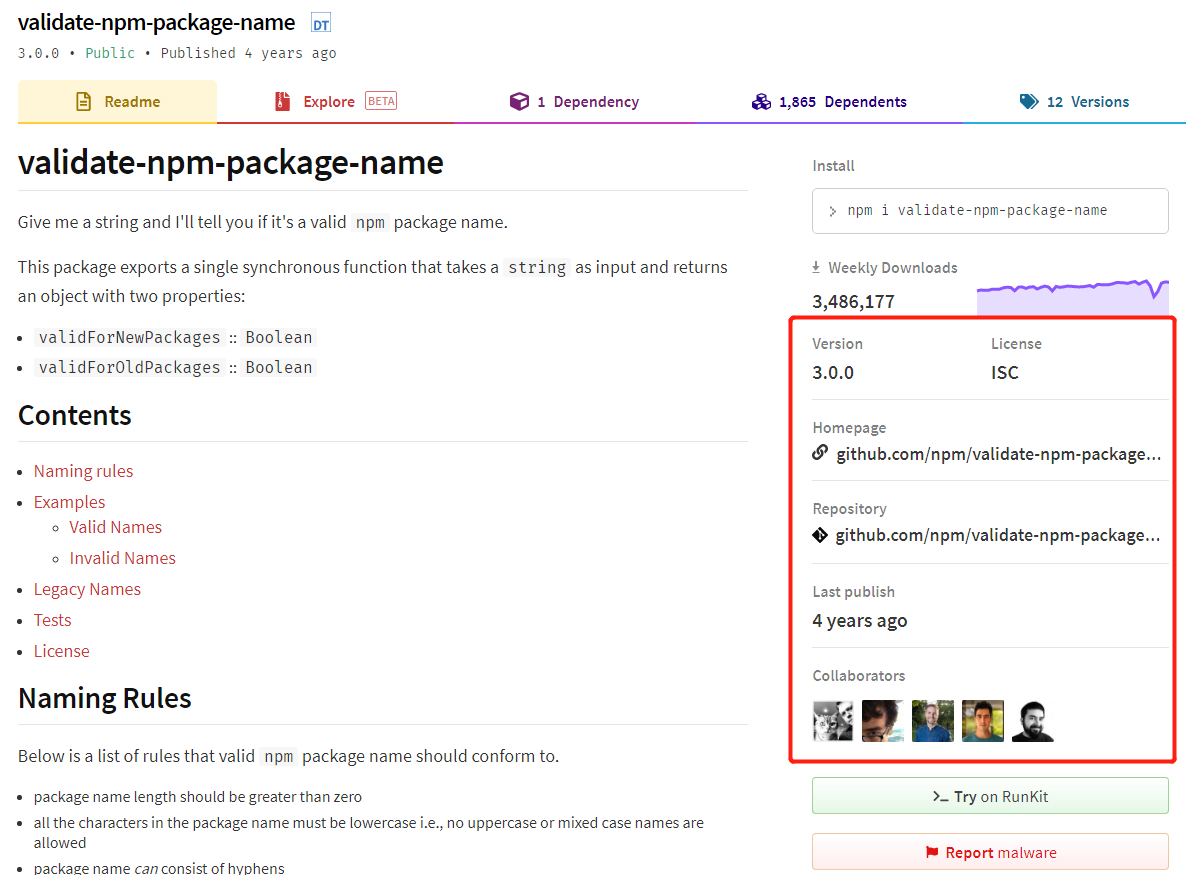 validate-npm-package-name DT
3.0.0 • Public • Published 4 years ago
Readme
Explore BETA
1 Dependency
1,865 Dependents
12 Versions
validate-npm-package-name
Give me a string and I'll tell you if it's a valid npm package name.
This package exports a single synchronous function that takes a string as input and returns
an object with two properties:
• validForNewPackages :: Boolean
• validForOldPackages :: Boolean
Contents
• Naming rules
• Examples
◦ Valid Names
◦ Invalid Names
• Legacy Names
• Tests
• License
Naming Rules
Below is a list of rules that valid npm package name should conform to.
• package name length should be greater than zero
• all the characters in the package name must be lowercase i.e., no uppercase or mixed case names are
allowed
• package name can consist of hyphens
Install
> npm i validate-npm-package-name
Weekly Downloads
3,486,177
Version
3.0.0
License
ISC
Homepage
github.com/npm/validate-npm-package...
Repository
github.com/npm/validate-npm-package...
Last publish
4 years ago
Collaborators
>_ Try on RunKit
Report malware